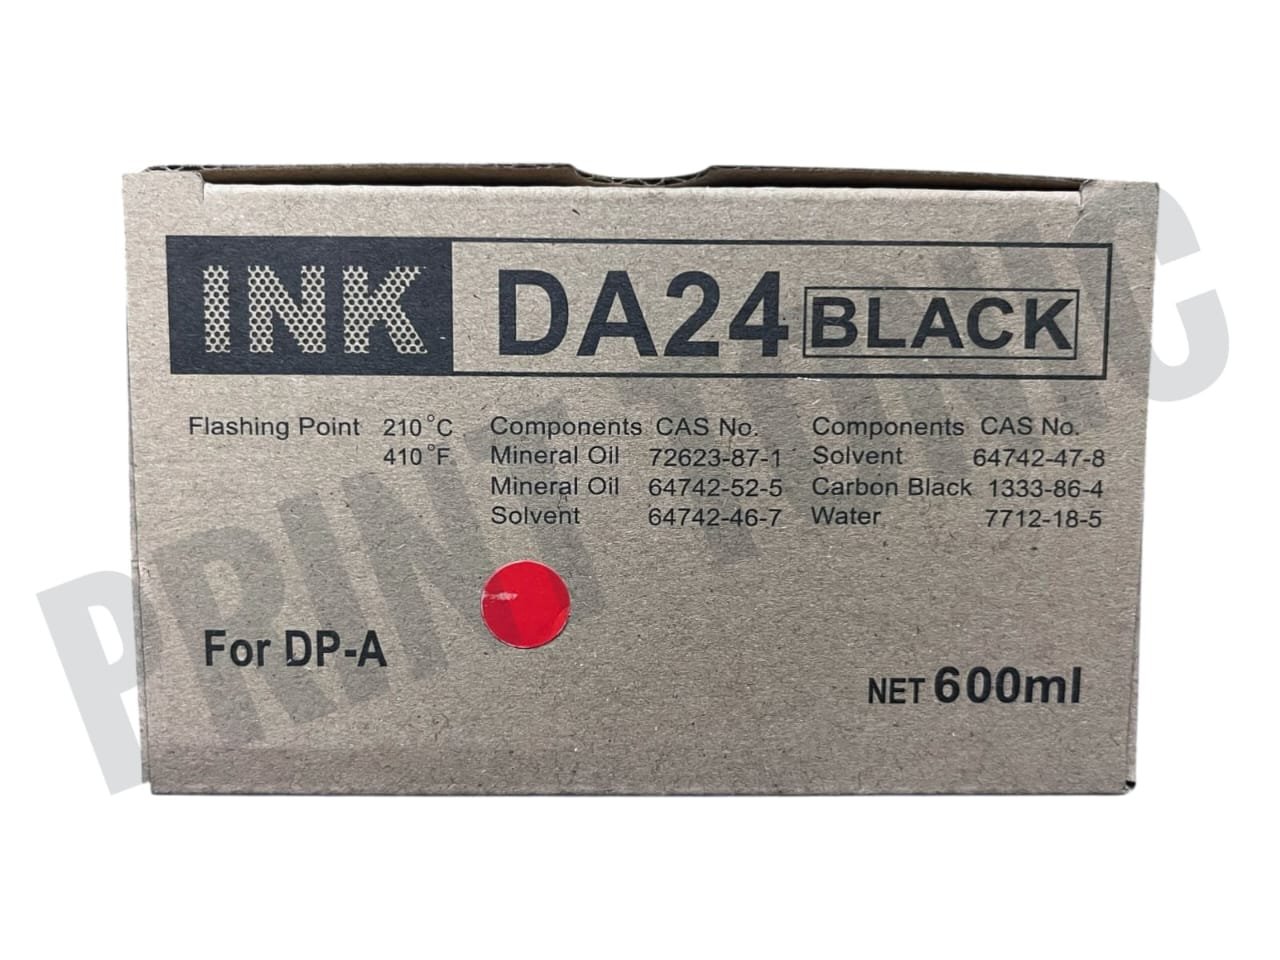 INK DA24 BLACK
Flashing Point 210°C
410°F
Components CAS No.
Mineral Oil 72623-87-1
Mineral Oil 64742-52-5
Solvent 64742-46-7
Components CAS No.
Solvent 64742-47-8
Carbon Black 1333-86-4
Water 7712-18-5
For DP-A
NET 600ml